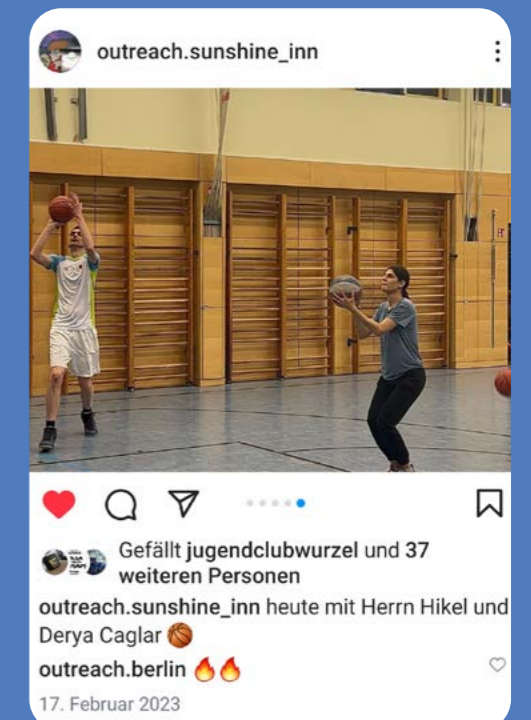 outreach.sunshine_inn
Gefällt jugendclubwurzel und 37
weiteren Personen
outreach.sunshine_inn heute mit Herrn Hikel und
Derya Caglar 🏀
outreach.berlin 🔥🔥
17. Februar 2023